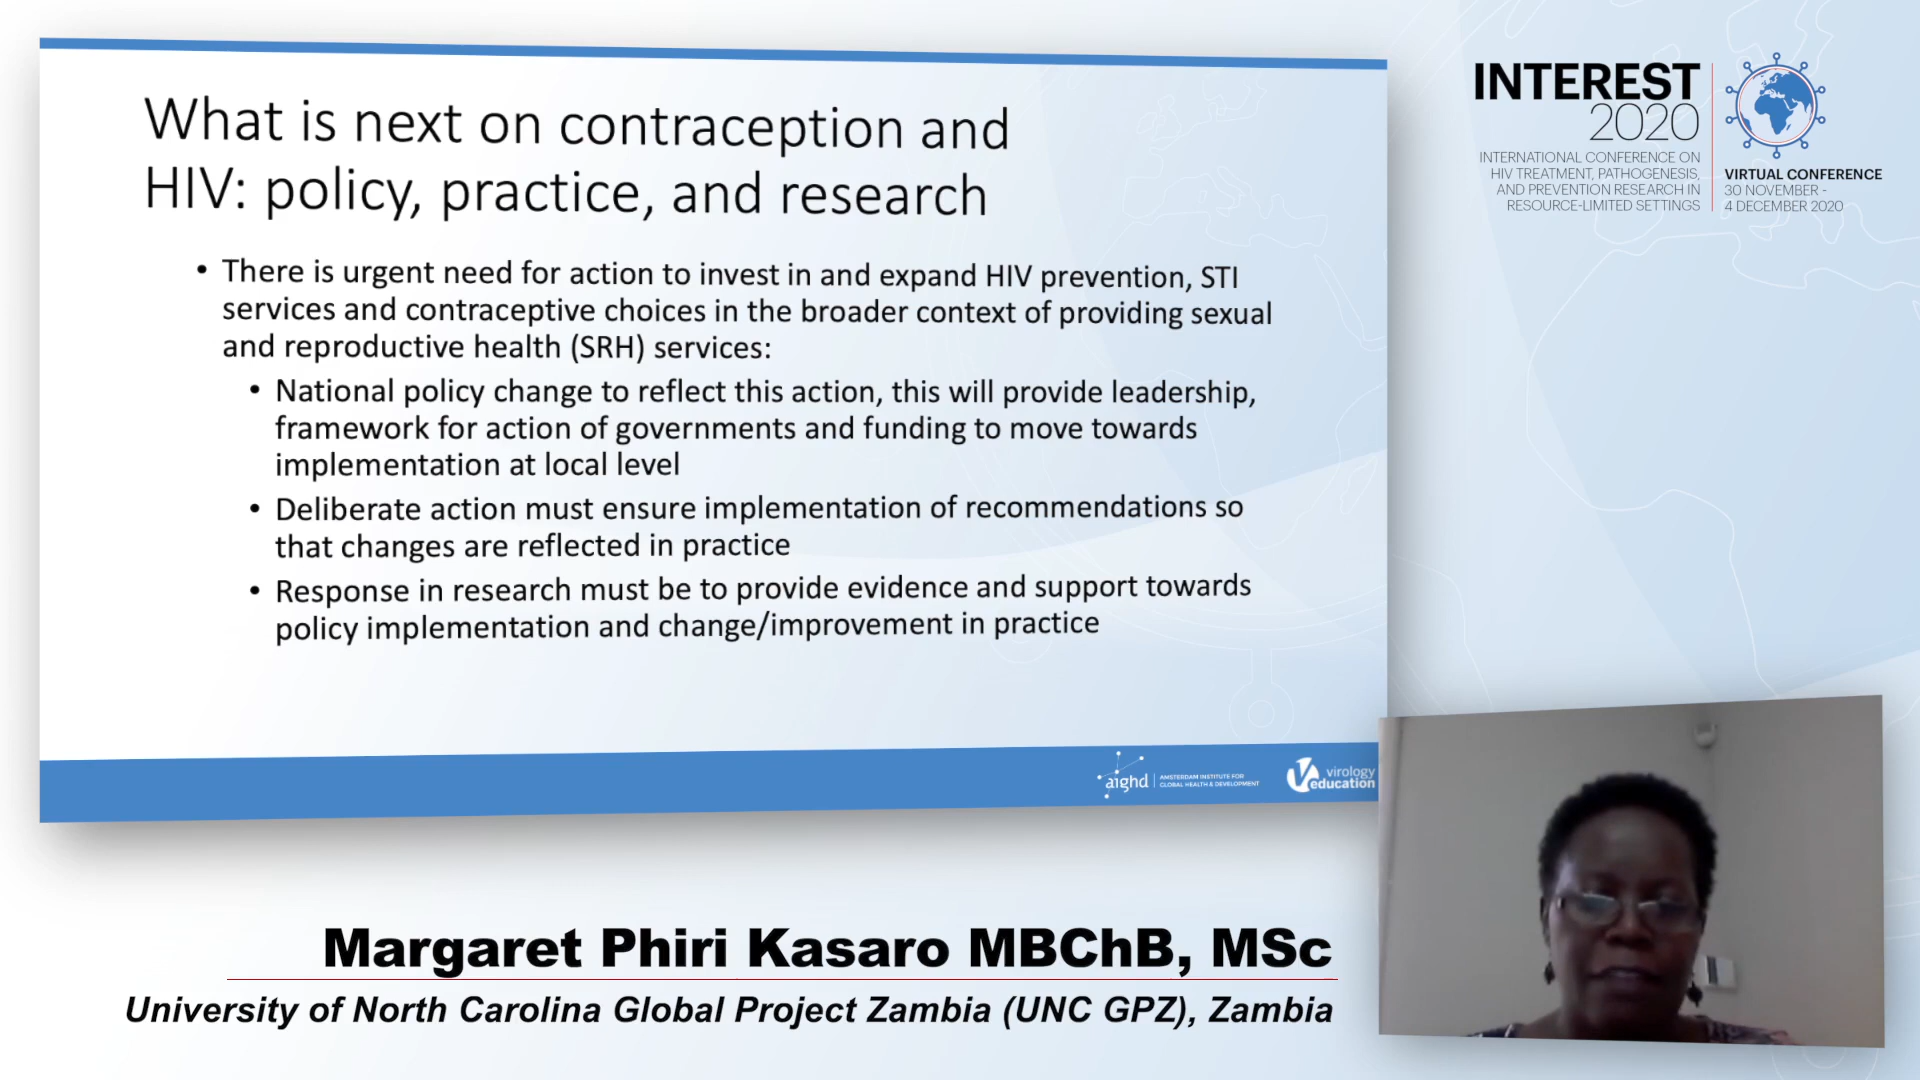 What is next on contraception and
HIV: policy, practice, and research
• There is urgent need for action to invest in and expand HIV prevention, STI
services and contraceptive choices in the broader context of providing sexual
and reproductive health (SRH) services:
• National policy change to reflect this action, this will provide leadership,
framework for action of governments and funding to move towards
implementation at local level
• Deliberate action must ensure implementation of recommendations so
that changes are reflected in practice
• Response in research must be to provide evidence and support towards
policy implementation and change/improvement in practice
aighd
AMSTERDAM INSTITUTE FOR
GLOBAL HEALTH & DEVELOPMENT
virology
education
INTEREST
2020
INTERNATIONAL CONFERENCE ON
HIV TREATMENT, PATHOGENESIS,
AND PREVENTION RESEARCH IN
RESOURCE-LIMITED SETTINGS
VIRTUAL CONFERENCE
30 NOVEMBER -
4 DECEMBER 2020
Margaret Phiri Kasaro MBChB, MSc
University of North Carolina Global Project Zambia (UNC GPZ), Zambia